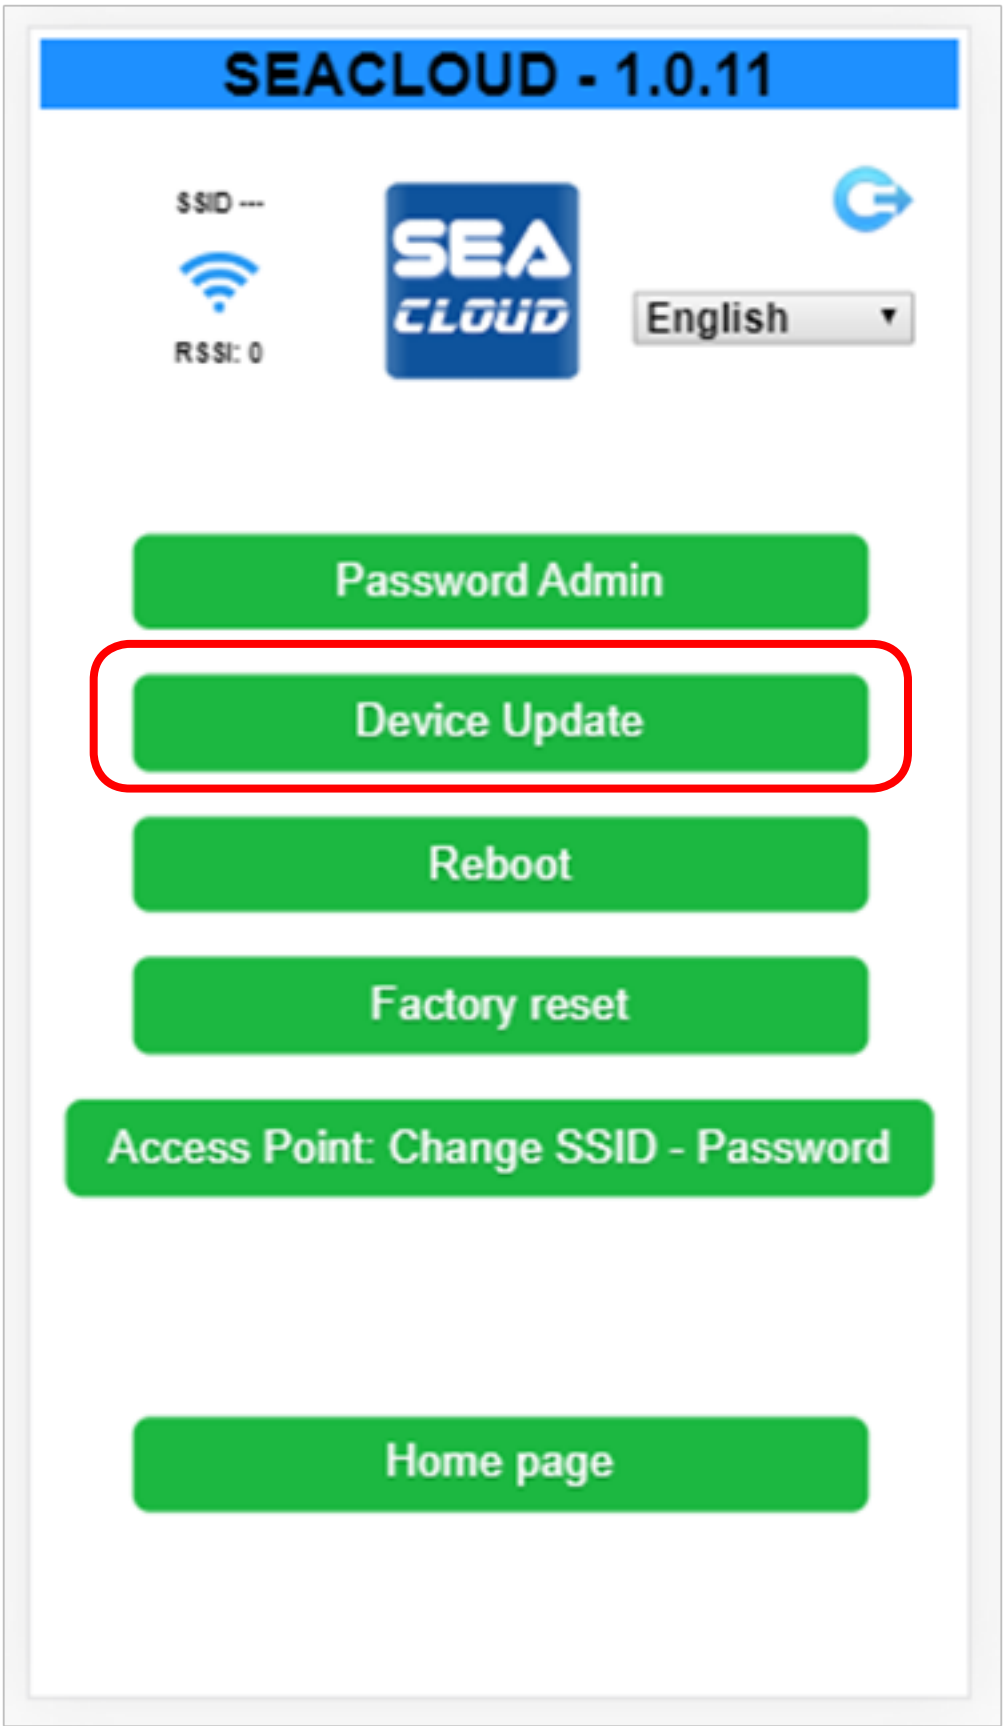 SEACLOUD - 1.0.11
SSID ---
RSSI: 0
SEA
CLOUD
English
Password Admin
Device Update
Reboot
Factory reset
Access Point: Change SSID - Password
Home page